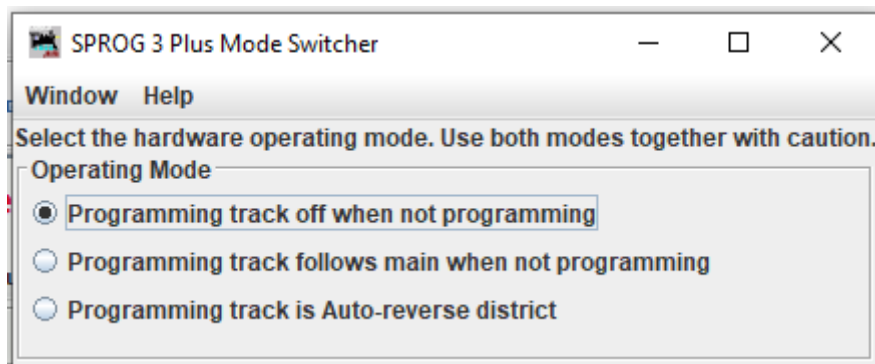 SPROG 3 Plus Mode Switcher
Window Help
Select the hardware operating mode. Use both modes together with caution.
Operating Mode
Programming track off when not programming
Programming track follows main when not programming
Programming track is Auto-reverse district